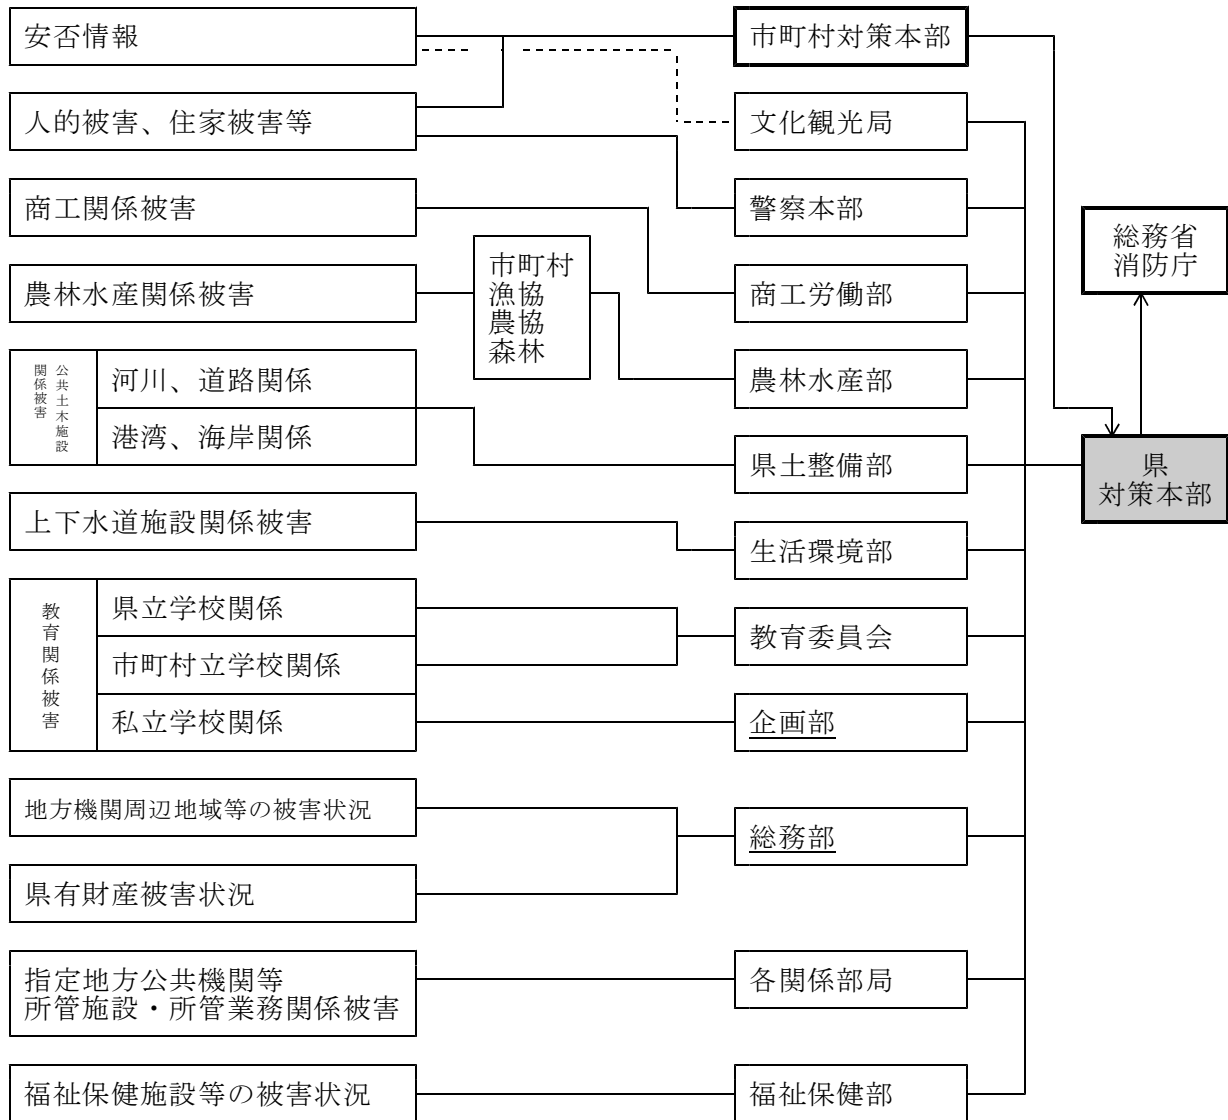 安否情報
人的被害、住家被害等
商工関係被害
農林水産関係被害
公共土木施設
関係被害
河川、道路関係
港湾、海岸関係
上下水道施設関係被害
教育関係被害
県立学校関係
市町村立学校関係
私立学校関係
地方機関周辺地域等の被害状況
県有財産被害状況
指定地方公共機関等
所管施設・所管業務関係被害
福祉保健施設等の被害状況
市町村
漁協
農協
森林
市町村対策本部
文化観光局
警察本部
商工労働部
農林水産部
県土整備部
生活環境部
教育委員会
企画部
総務部
各関係部局
福祉保健部
総務省
消防庁
県
対策本部